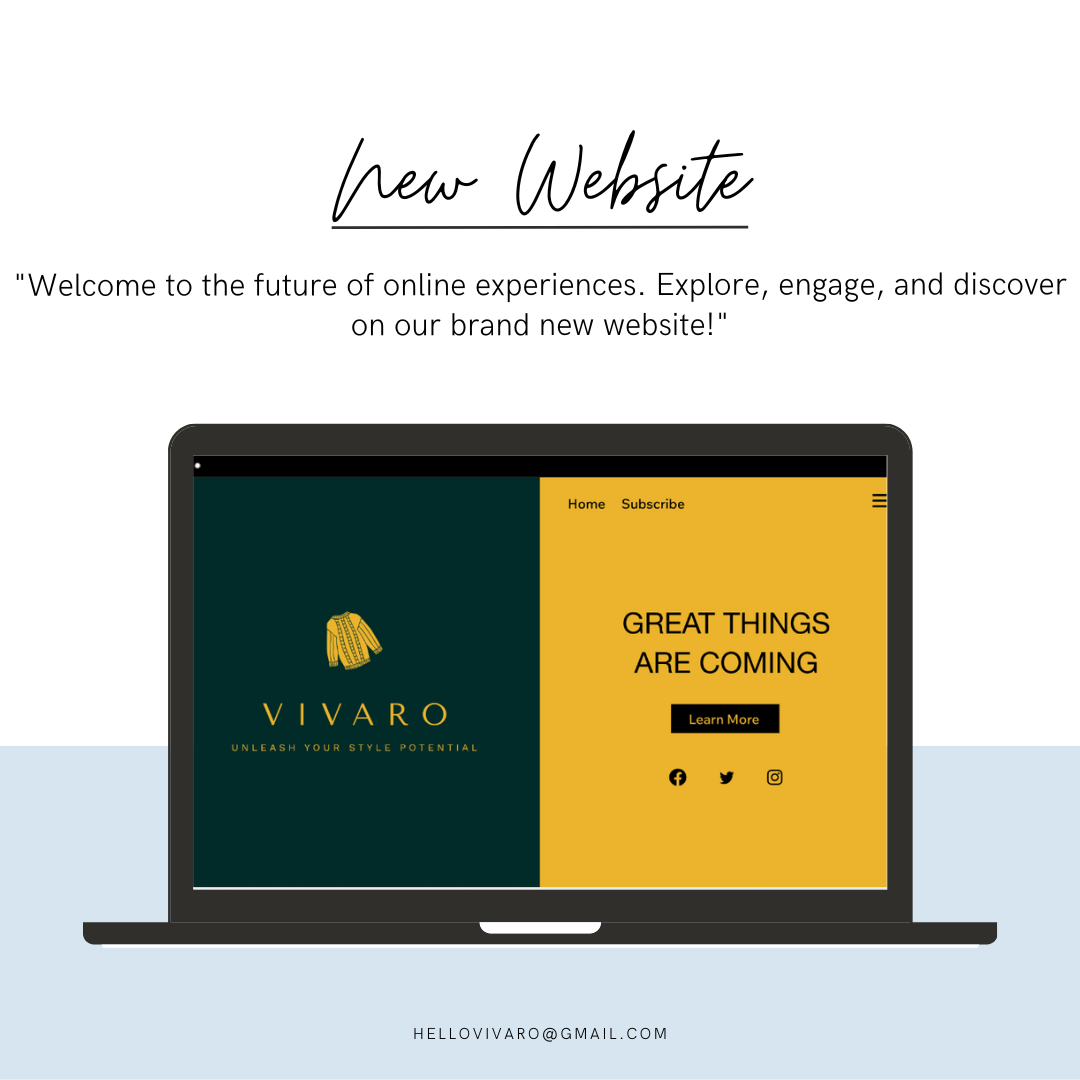 New Website
"Welcome to the future of online experiences. Explore, engage, and discover
on our brand new website!"
Home Subscribe
VIVARO
UNLEASH YOUR STYLE POTENTIAL
GREAT THINGS
ARE COMING
Learn More
HELLOVIVARO@GMAIL.COM